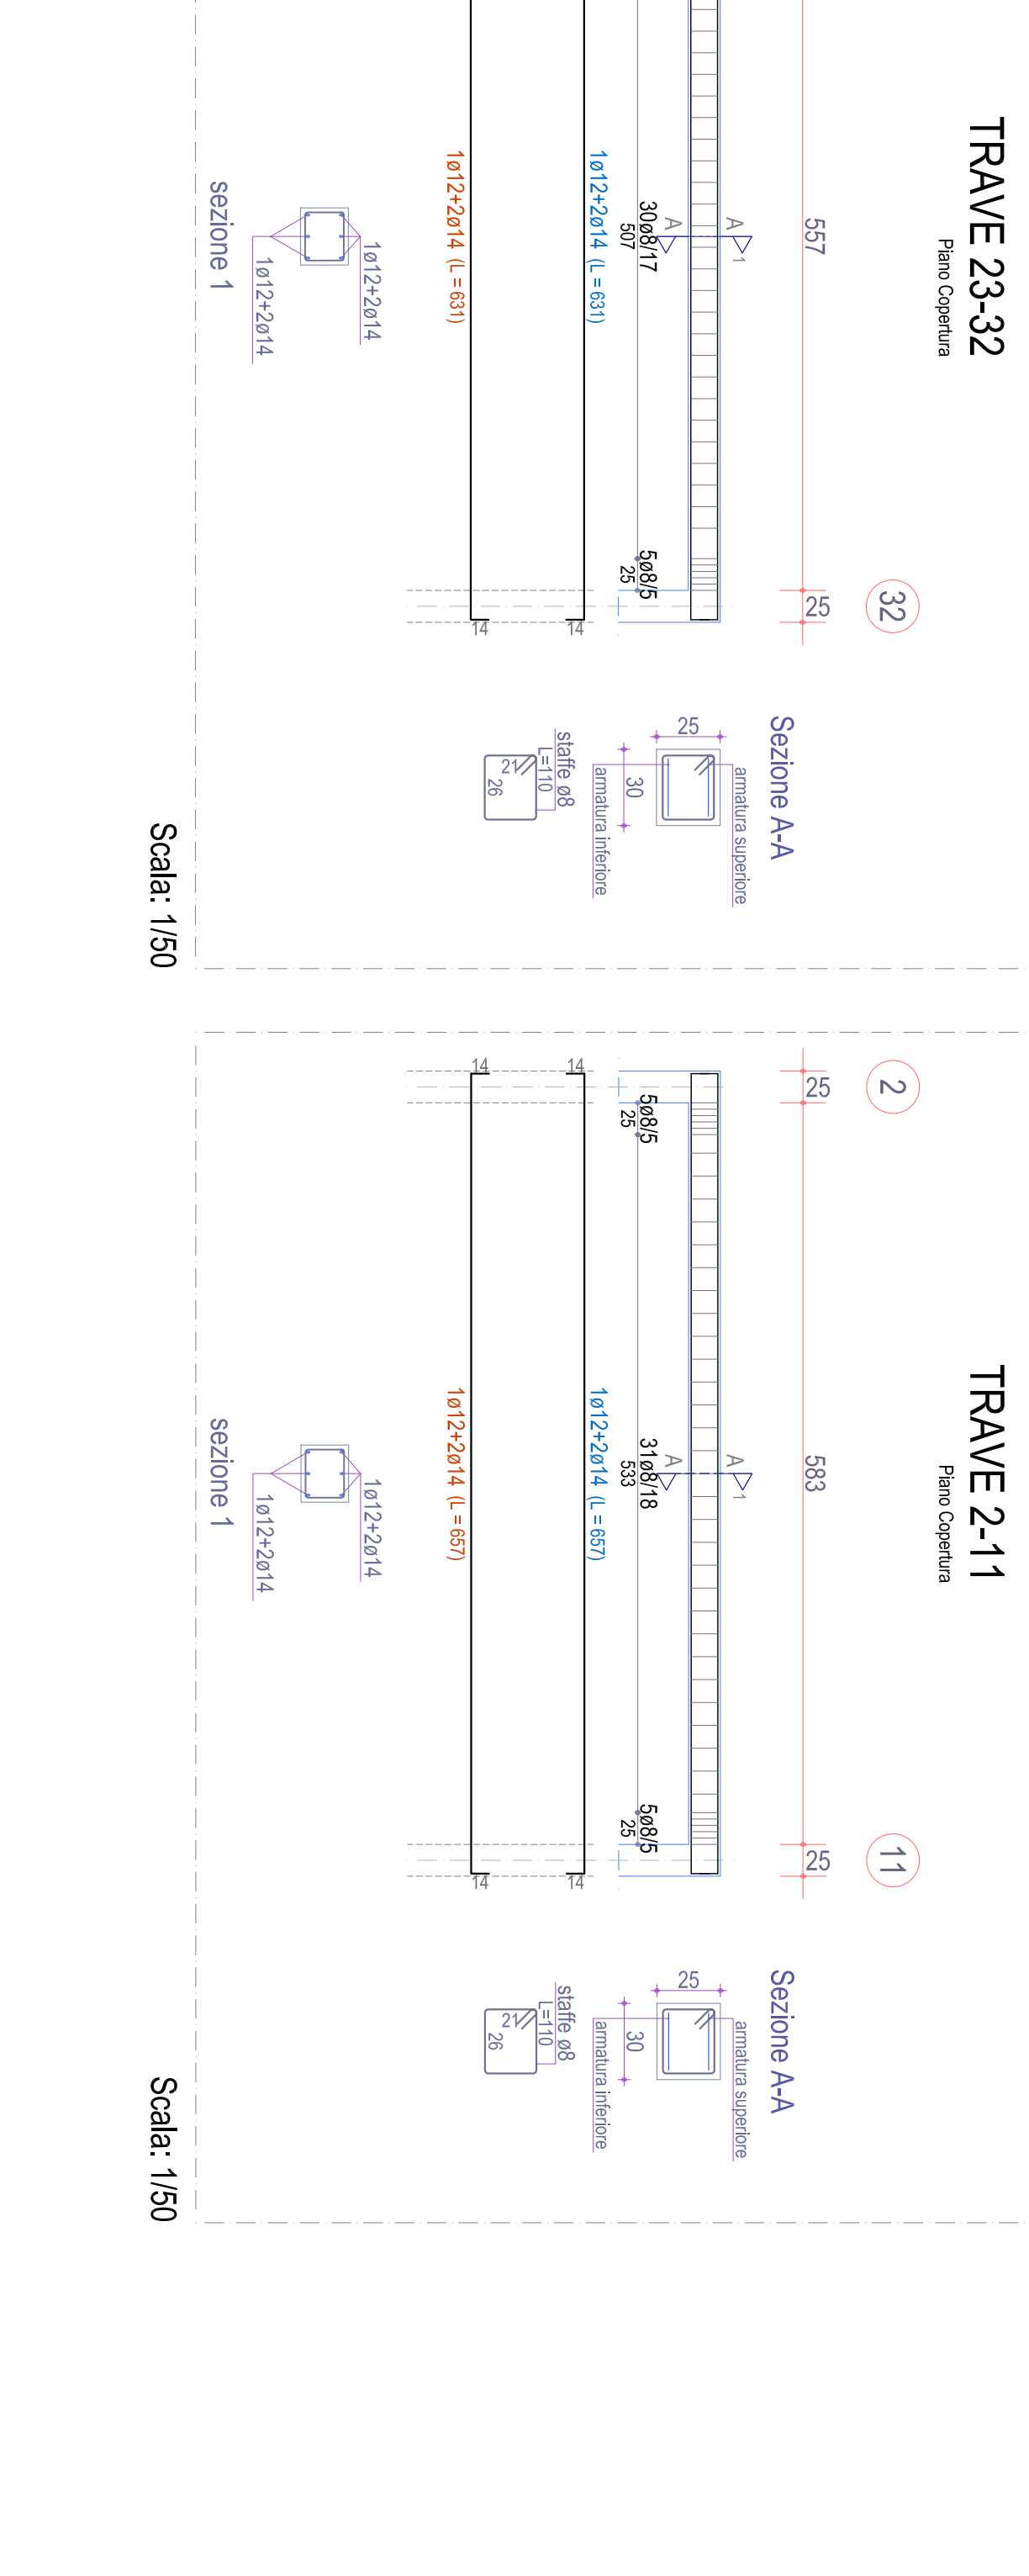 TRAVE 23-32
Piano Copertura
32
557
25
A
A
1
30ø8/17
507
5ø8/5
25
1ø12+2ø14 (L = 631)
14
1ø12+2ø14 (L = 631)
14
1ø12+2ø14
1ø12+2ø14
sezione 1
Sezione A-A
armatura superiore
25
30
armatura inferiore
staffe ø8
L=110
21
26
Scala: 1/50
TRAVE 2-11
Piano Copertura
2
11
25
583
25
A
A
1
5ø8/5
25
31ø8/18
533
5ø8/5
25
14
1ø12+2ø14 (L = 657)
14
14
1ø12+2ø14 (L = 657)
14
1ø12+2ø14
1ø12+2ø14
sezione 1
Sezione A-A
armatura superiore
25
30
armatura inferiore
staffe ø8
L=110
21
26
Scala: 1/50